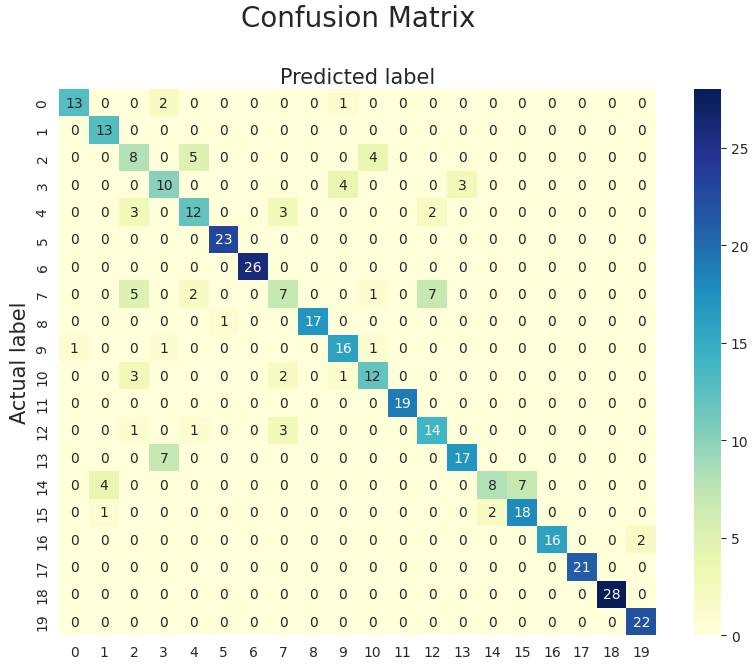 Confusion Matrix
Predicted label
Actual label
0 13 0 0 2 0 0 0 0 0 1 0 0 0 0 0 0 0 0 0 0
1 0 13 0 0 0 0 0 0 0 0 0 0 0 0 0 0 0 0 0 0
2 0 0 8 0 5 0 0 0 0 0 4 0 0 0 0 0 0 0 0 0
3 0 0 0 10 0 0 0 0 0 4 0 0 0 3 0 0 0 0 0 0
4 0 0 3 0 12 0 0 3 0 0 0 0 2 0 0 0 0 0 0 0
5 0 0 0 0 0 23 0 0 0 0 0 0 0 0 0 0 0 0 0 0
6 0 0 0 0 0 0 26 0 0 0 0 0 0 0 0 0 0 0 0 0
7 0 0 5 0 2 0 0 7 0 0 1 0 7 0 0 0 0 0 0 0
8 0 0 0 0 0 1 0 0 17 0 0 0 0 0 0 0 0 0 0 0
9 1 0 0 1 0 0 0 0 0 16 1 0 0 0 0 0 0 0 0 0
10 0 0 3 0 0 0 0 2 0 1 12 0 0 0 0 0 0 0 0 0
11 0 0 0 0 0 0 0 0 0 0 0 19 0 0 0 0 0 0 0 0
12 0 0 1 0 1 0 0 3 0 0 0 0 14 0 0 0 0 0 0 0
13 0 0 0 7 0 0 0 0 0 0 0 0 0 17 0 0 0 0 0 0
14 0 4 0 0 0 0 0 0 0 0 0 0 0 0 8 7 0 0 0 0
15 0 1 0 0 0 0 0 0 0 0 0 0 0 0 2 18 0 0 0 0
16 0 0 0 0 0 0 0 0 0 0 0 0 0 0 0 0 16 0 0 2
17 0 0 0 0 0 0 0 0 0 0 0 0 0 0 0 0 0 21 0 0
18 0 0 0 0 0 0 0 0 0 0 0 0 0 0 0 0 0 0 28 0
19 0 0 0 0 0 0 0 0 0 0 0 0 0 0 0 0 0 0 0 22
0 1 2 3 4 5 6 7 8 9 10 11 12 13 14 15 16 17 18 19
25
20
15
10
5
0